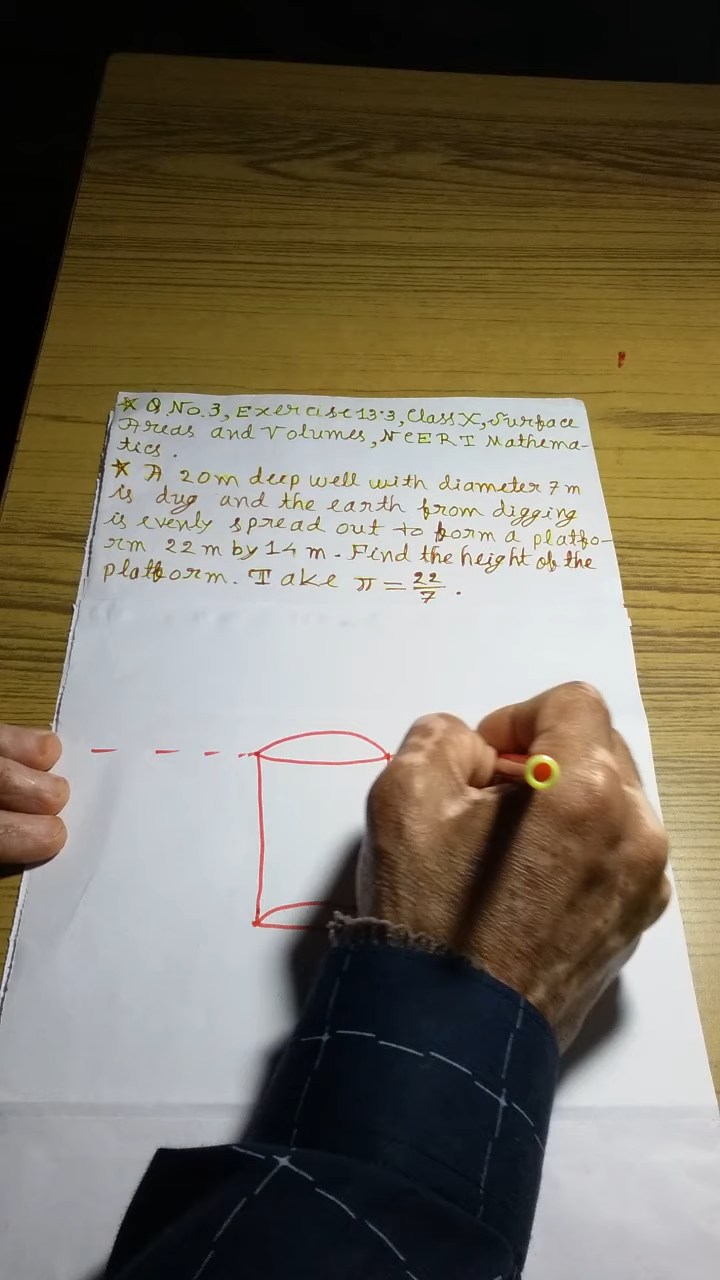 * Q No. 3, Exercise 13.3, Class X, Surface
Areas and Volumes, NCERT Mathema-
tics.
* A 20m deep well with diameter 7m
is dug and the earth from digging
is evenly spread out to form a platfo-
rm 22m by 14 m. Find the height of the
platform. Take π = 22/7.